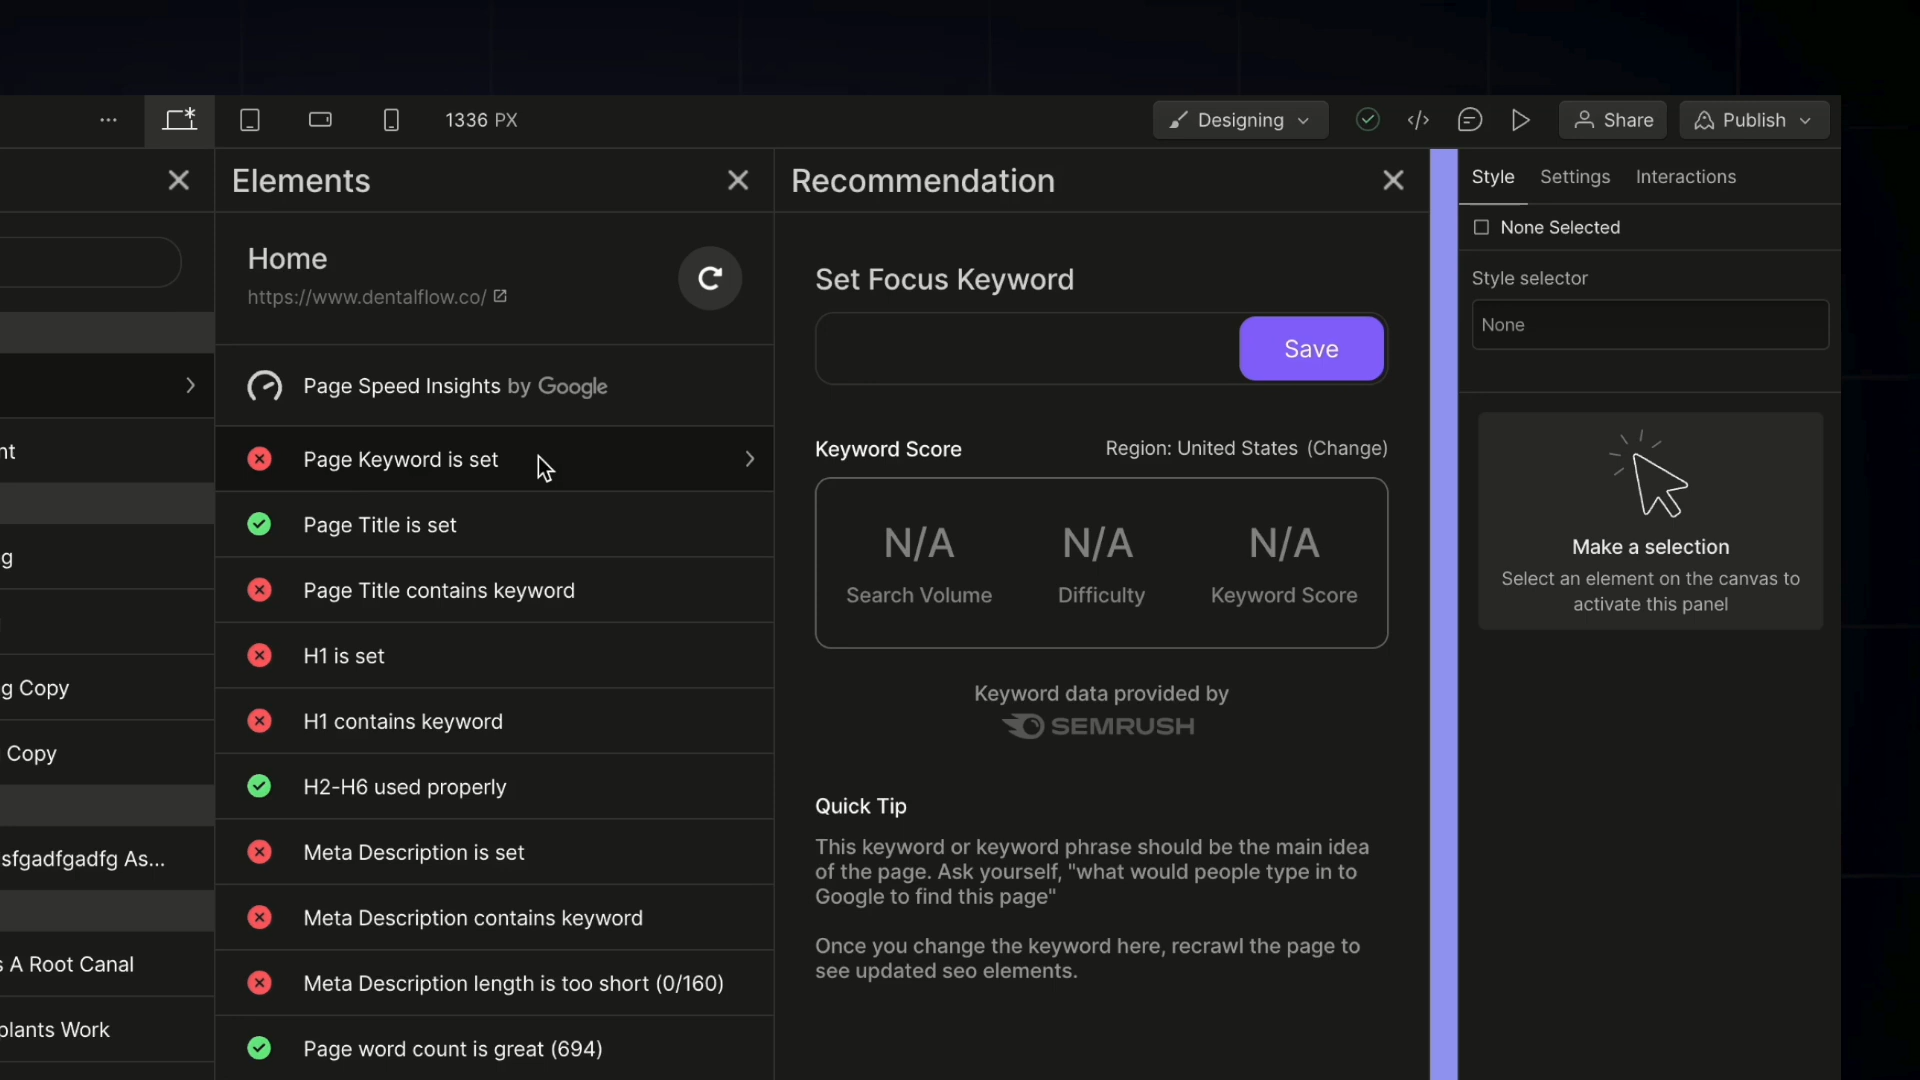 1336 PX
Designing
Share
Publish
Elements
Recommendation
Style
Settings
Interactions
None Selected
Home
https://www.dentalflow.co/
Set Focus Keyword
Save
Style selector
None
Page Speed Insights by Google
Page Keyword is set
Page Title is set
Page Title contains keyword
H1 is set
H1 contains keyword
H2-H6 used properly
Meta Description is set
Meta Description contains keyword
Meta Description length is too short (0/160)
Page word count is great (694)
Keyword Score
Region: United States (Change)
N/A
Search Volume
N/A
Difficulty
N/A
Keyword Score
Keyword data provided by
SEMRUSH
Quick Tip
This keyword or keyword phrase should be the main idea
of the page. Ask yourself, "what would people type in to
Google to find this page"
Once you change the keyword here, recrawl the page to
see updated seo elements.
Make a selection
Select an element on the canvas to
activate this panel
nt
g
g Copy
Copy
sfgadfgadfg As...
s A Root Canal
plants Work